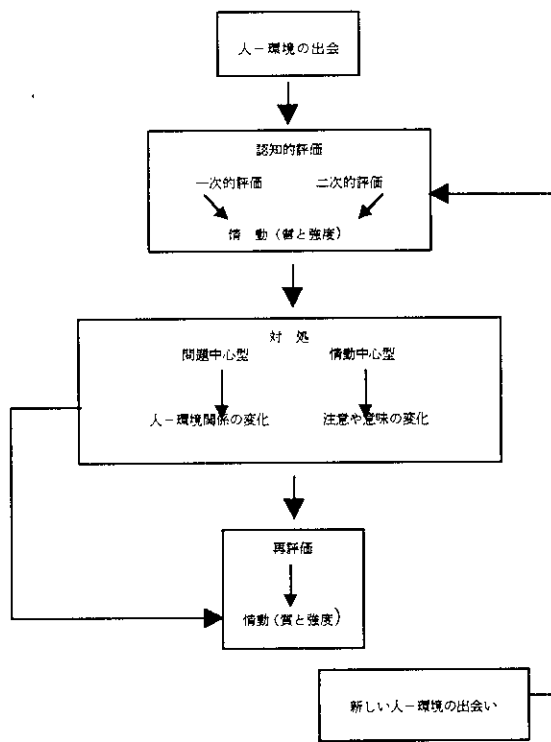 人－環境の出会
認知的評価
一次的評価 二次的評価
情 動（質と強度）
対 処
問題中心型 情動中心型
人－環境関係の変化 注意や意味の変化
再評価
情動（質と強度）
新しい人－環境の出会い